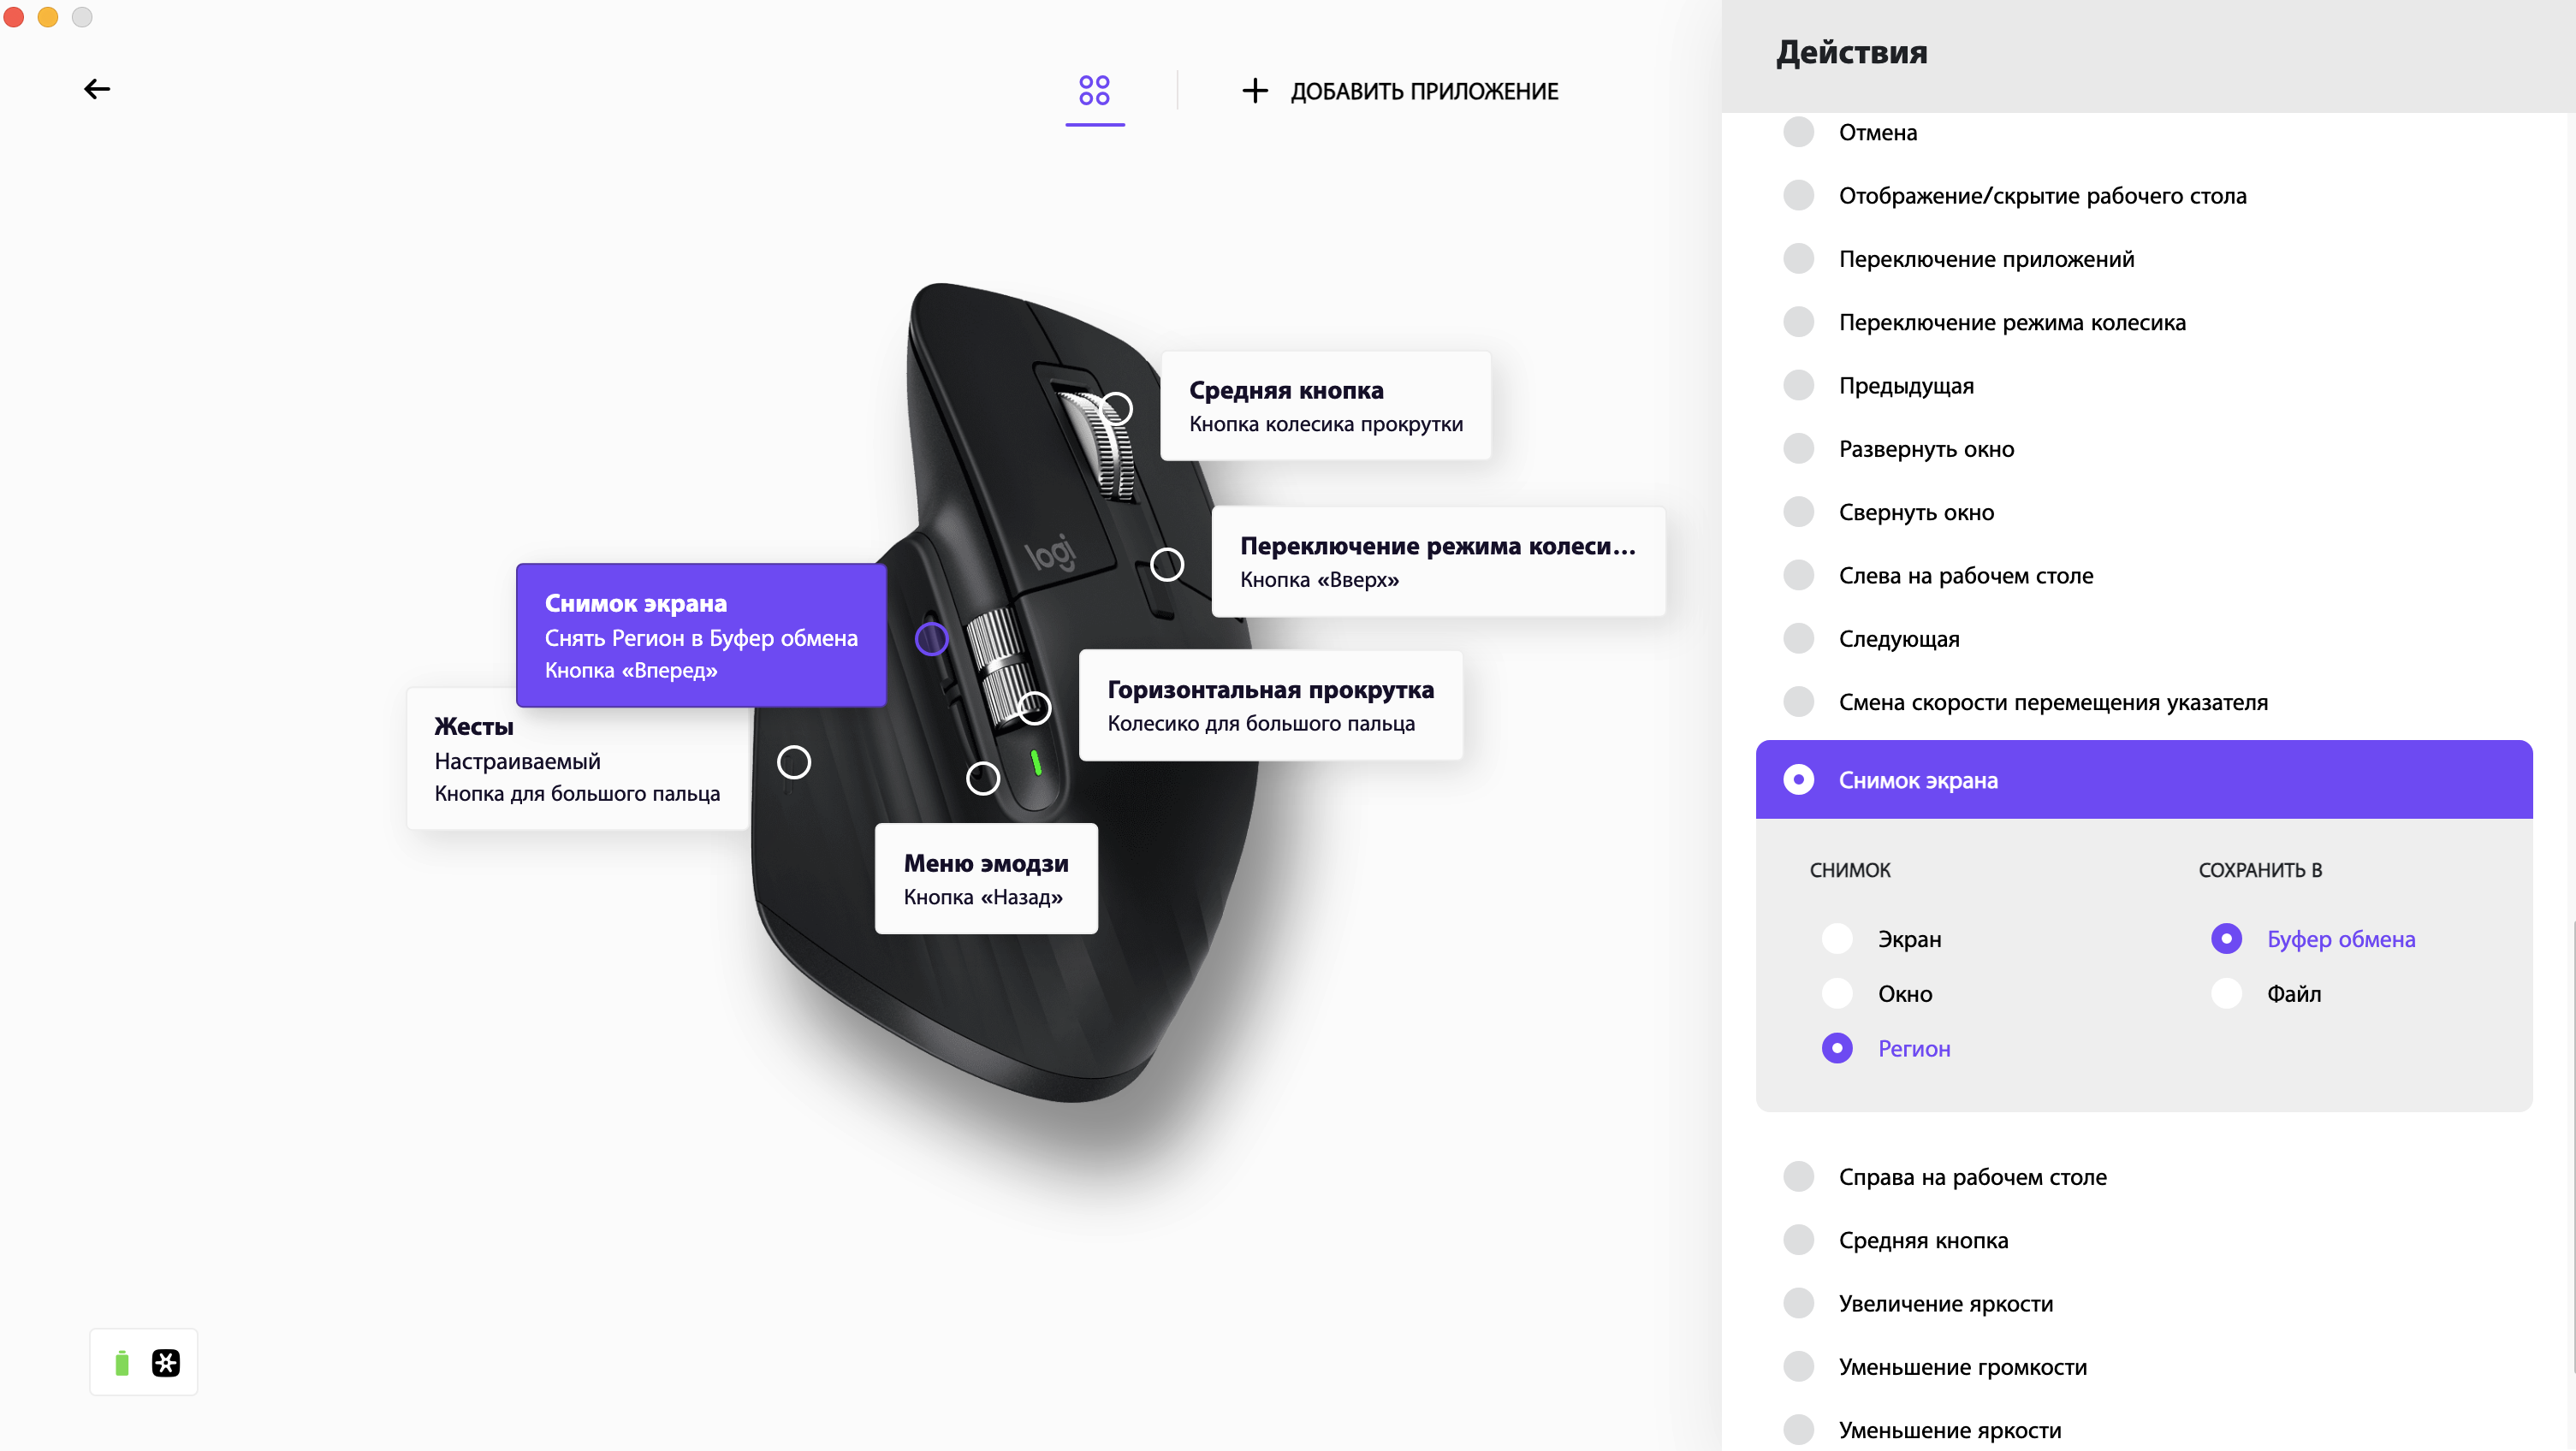 ДОБАВИТЬ ПРИЛОЖЕНИЕ
Средняя кнопка
Кнопка колесика прокрутки
logi
Переключение режима колеси...
Кнопка «Вверх»
Снимок экрана
Снять Регион в Буфер обмена
Кнопка «Вперед»
Горизонтальная прокрутка
Колесико для большого пальца
Жесты
Настраиваемый
Кнопка для большого пальца
Меню эмодзи
Кнопка «Назад»
Действия
Отмена
Отображение/скрытие рабочего стола
Переключение приложений
Переключение режима колесика
Предыдущая
Развернуть окно
Свернуть окно
Слева на рабочем столе
Следующая
Смена скорости перемещения указателя
Снимок экрана
СНИМОК
Экран
Окно
Регион
СОХРАНИТЬ В
Буфер обмена
Файл
Справа на рабочем столе
Средняя кнопка
Увеличение яркости
Уменьшение громкости
Уменьшение яркости